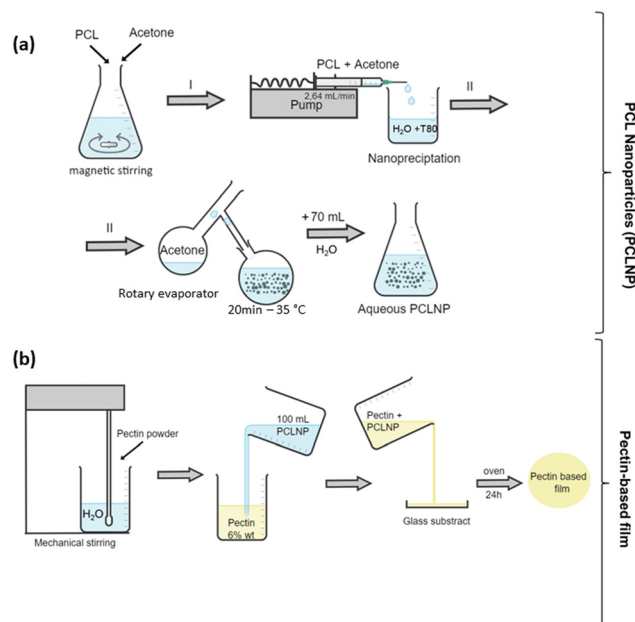 (a)
PCL
Acetone
magnetic stirring
I
PCL + Acetone
2,64 mL/min
Pump
H2O +T80
Nanopreciptation
II
II
Acetone
Rotary evaporator
20min – 35 °C
+ 70 mL
H2O
Aqueous PCLNP
PCL Nanoparticles (PCLNP)
(b)
Pectin powder
H2O
Mechanical stirring
100 mL
PCLNP
Pectin
6% wt
Pectin +
PCLNP
Glass substract
oven
24h
Pectin based
film
Pectin-based film